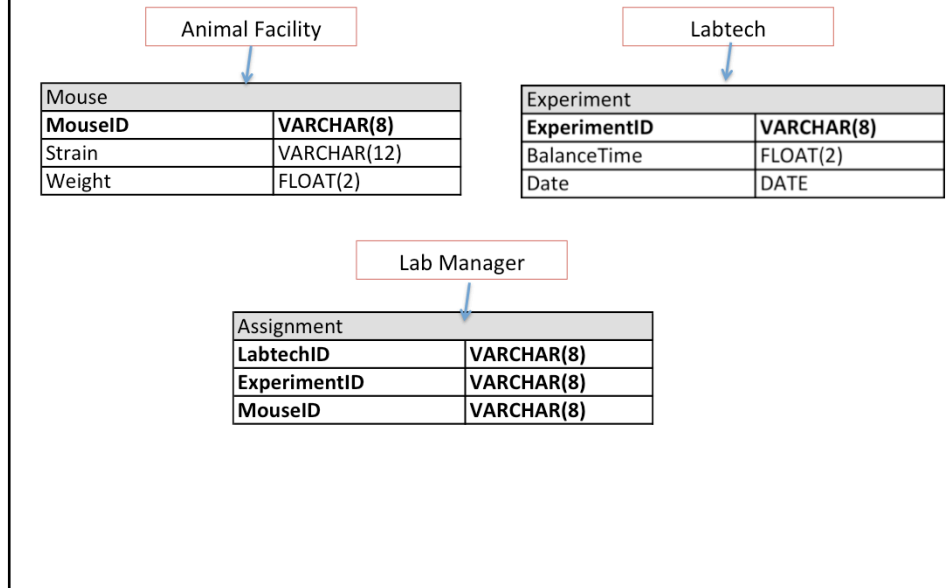 Animal Facility
Labtech
Mouse
MouseID VARCHAR(8)
Strain VARCHAR(12)
Weight FLOAT(2)
Experiment
ExperimentID VARCHAR(8)
BalanceTime FLOAT(2)
Date DATE
Lab Manager
Assignment
LabtechID VARCHAR(8)
ExperimentID VARCHAR(8)
MouseID VARCHAR(8)